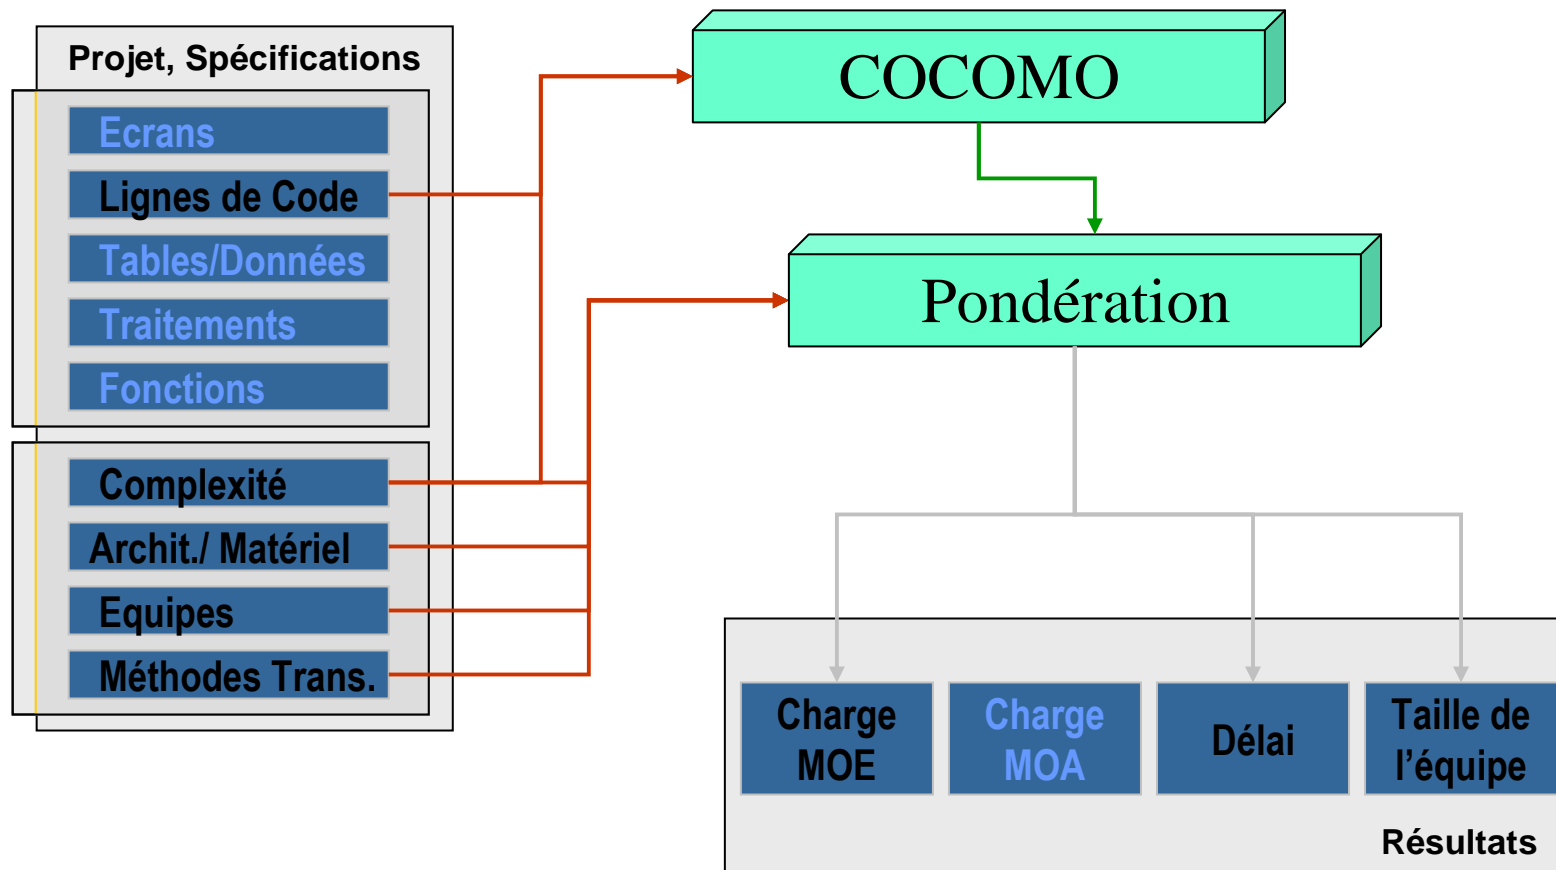 Projet, Spécifications
Ecrans
Lignes de Code
Tables/Données
Traitements
Fonctions
Complexité
Archit./ Matériel
Equipes
Méthodes Trans.
COCOMO
Pondération
Charge
MOE
Charge
MOA
Délai
Taille de
l’équipe
Résultats